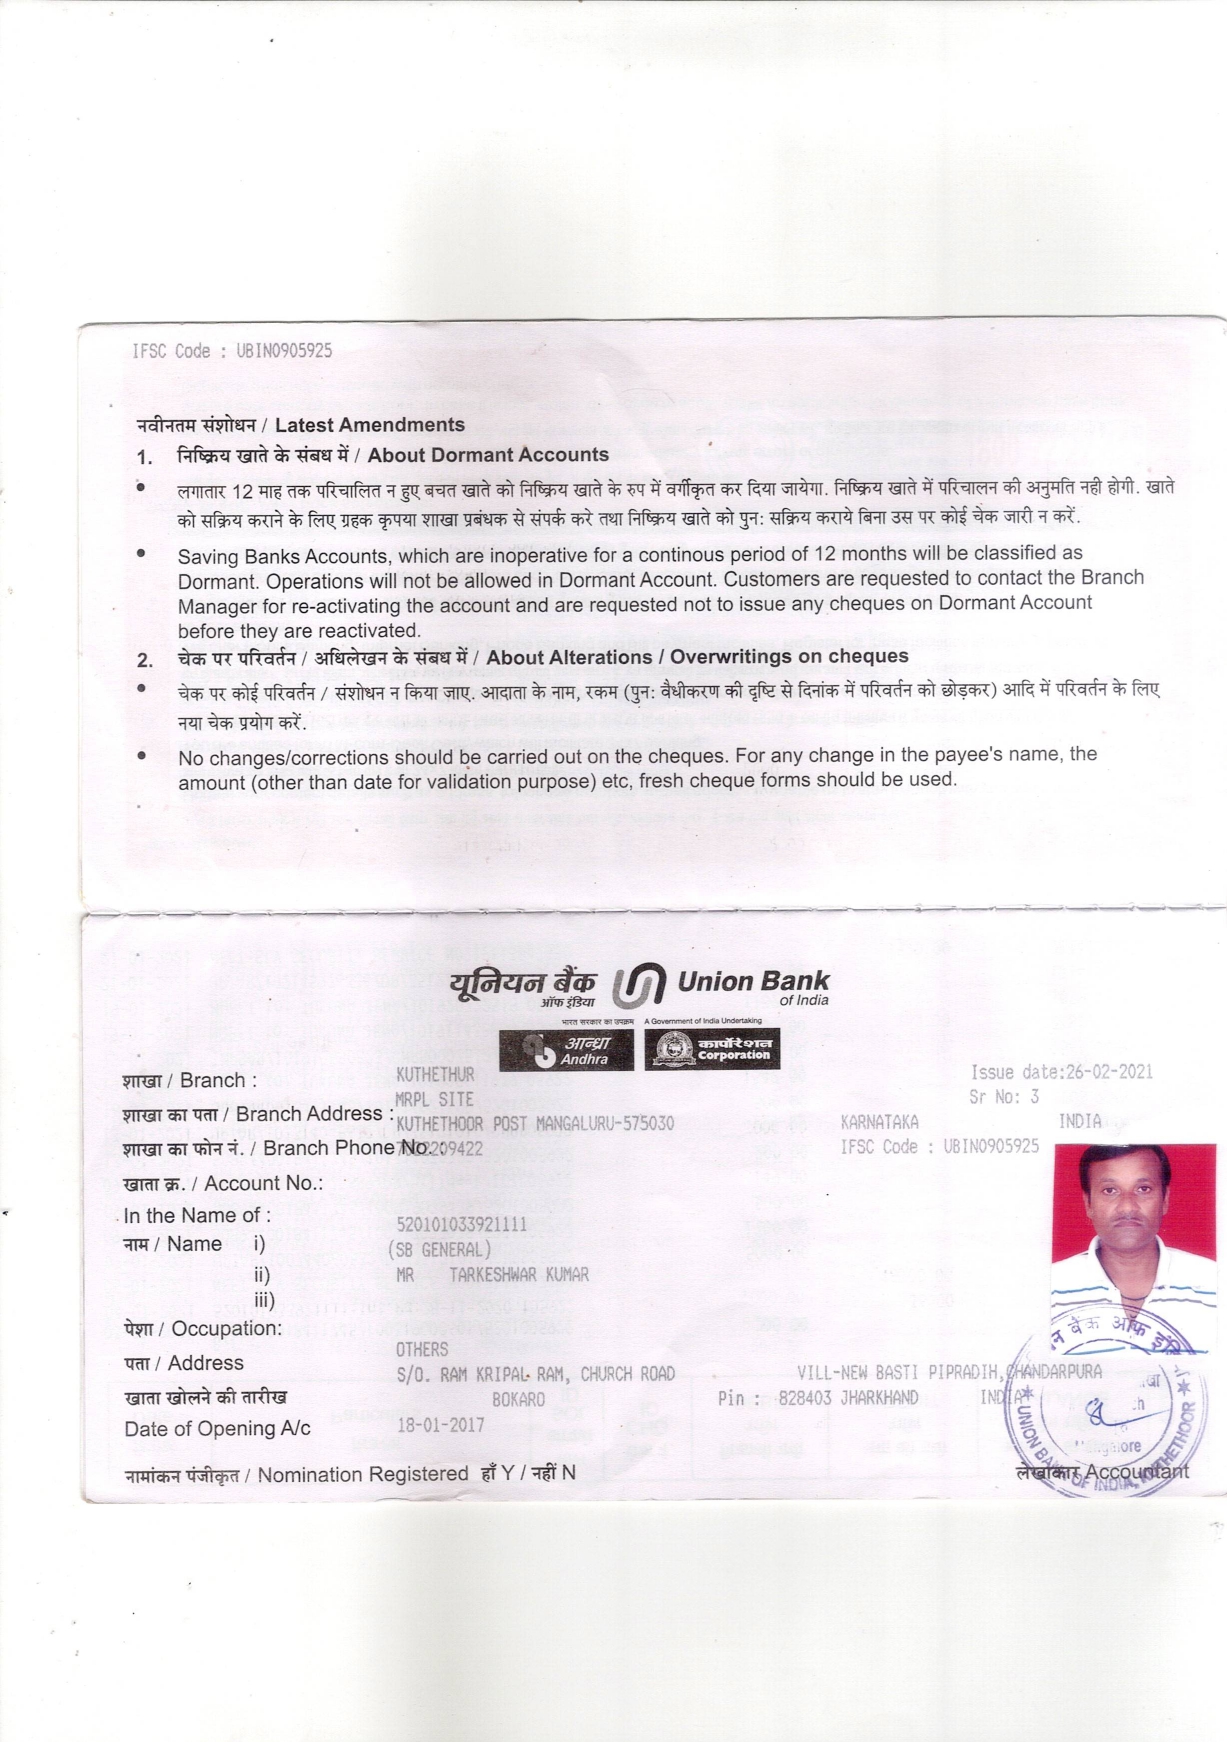 IFSC Code : UBIN0905925
नवीनतम संशोधन / Latest Amendments
1. निष्क्रिय खाते के संबध में / About Dormant Accounts
• लगातार 12 माह तक परिचालित न हुए बचत खाते को निष्क्रिय खाते के रुप में वर्गीकृत कर दिया जायेगा. निष्क्रिय खाते में परिचालन की अनुमति नही होगी. खाते
को सक्रिय कराने के लिए ग्रहक कृपया शाखा प्रबंधक से संपर्क करे तथा निष्क्रिय खाते को पुन: सक्रिय कराये बिना उस पर कोई चेक जारी न करें.
• Saving Banks Accounts, which are inoperative for a continous period of 12 months will be classified as
Dormant. Operations will not be allowed in Dormant Account. Customers are requested to contact the Branch
Manager for re-activating the account and are requested not to issue any cheques on Dormant Account
before they are reactivated.
2. चेक पर परिवर्तन / अधिलेखन के संबध में / About Alterations / Overwritings on cheques
• चेक पर कोई परिवर्तन / संशोधन न किया जाए. आदाता के नाम, रकम (पुन: वैधीकरण की दृष्टि से दिनांक में परिवर्तन को छोड़कर) आदि में परिवर्तन के लिए
नया चेक प्रयोग करें.
• No changes/corrections should be carried out on the cheques. For any change in the payee's name, the
amount (other than date for validation purpose) etc, fresh cheque forms should be used.
यूनियन बैंक Union Bank
ऑफ इंडिया of India
भारत सरकार का उपक्रम A Government of India Undertaking
आन्ध्रा कार्पोरेशन
Andhra Corporation
शाखा / Branch : KUTHETHUR Issue date:26-02-2021
MRPL SITE Sr No: 3
शाखा का पता / Branch Address : KUTHETHOOR POST MANGALURU-575030 KARNATAKA INDIA
शाखा का फोन नं. / Branch Phone No. : 2209422 IFSC Code : UBIN0905925
खाता क्र. / Account No.:
In the Name of : 520101033921111
नाम / Name i) (SB GENERAL)
ii) MR TARKESHWAR KUMAR
iii)
पेशा / Occupation: OTHERS
पता / Address S/O. RAM KRIPAL RAM, CHURCH ROAD VILL-NEW BASTI PIPRADIH,CHANDARPURA
खाता खोलने की तारीख BOKARO Pin : 828403 JHARKHAND INDIA
Date of Opening A/c 18-01-2017
नामांकन पंजीकृत / Nomination Registered हाँ Y / नहीं N
लेखाकार Accountant
बैंक ऑफ
UNION BANK OF INDIA, KUTHETHOOR